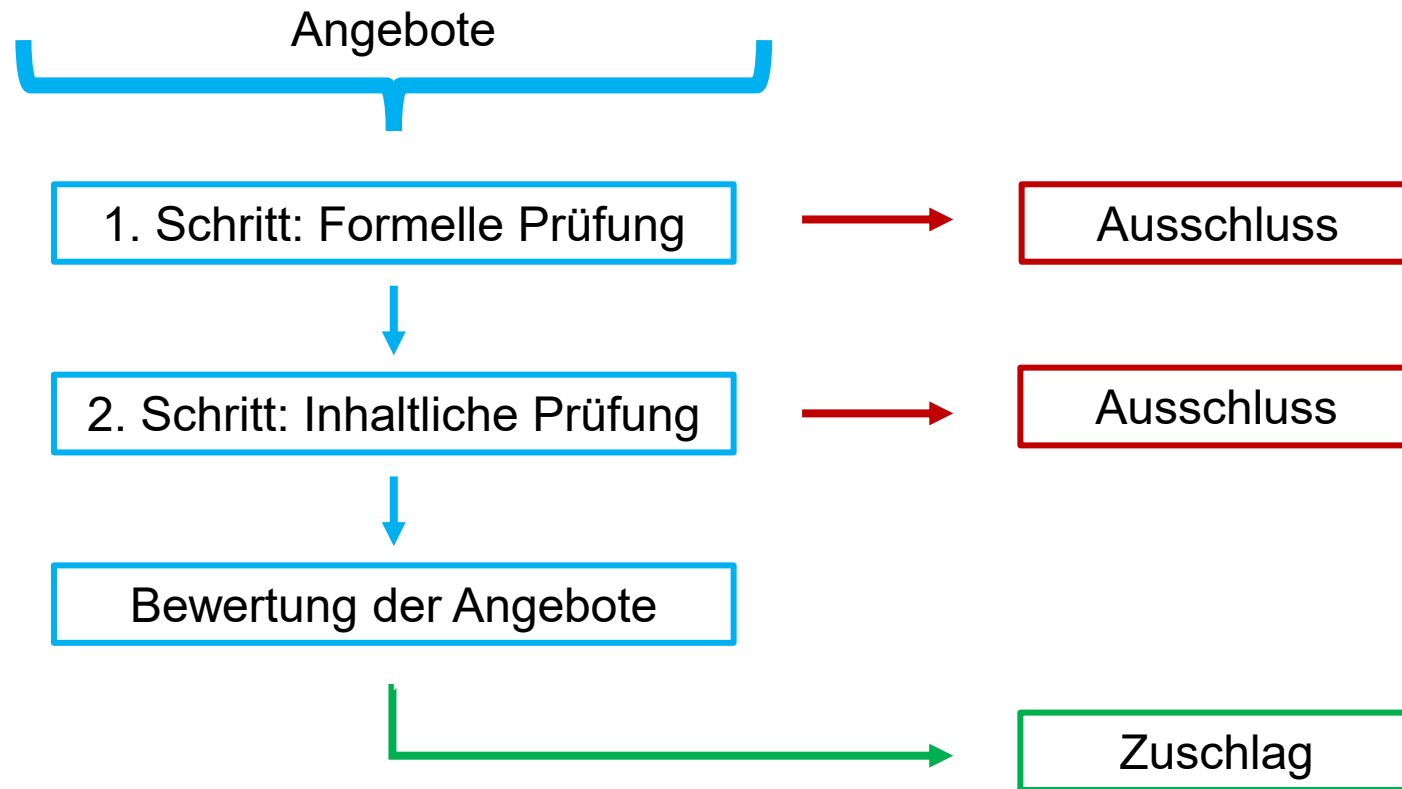 Angebote
1. Schritt: Formelle Prüfung
Ausschluss
2. Schritt: Inhaltliche Prüfung
Ausschluss
Bewertung der Angebote
Zuschlag